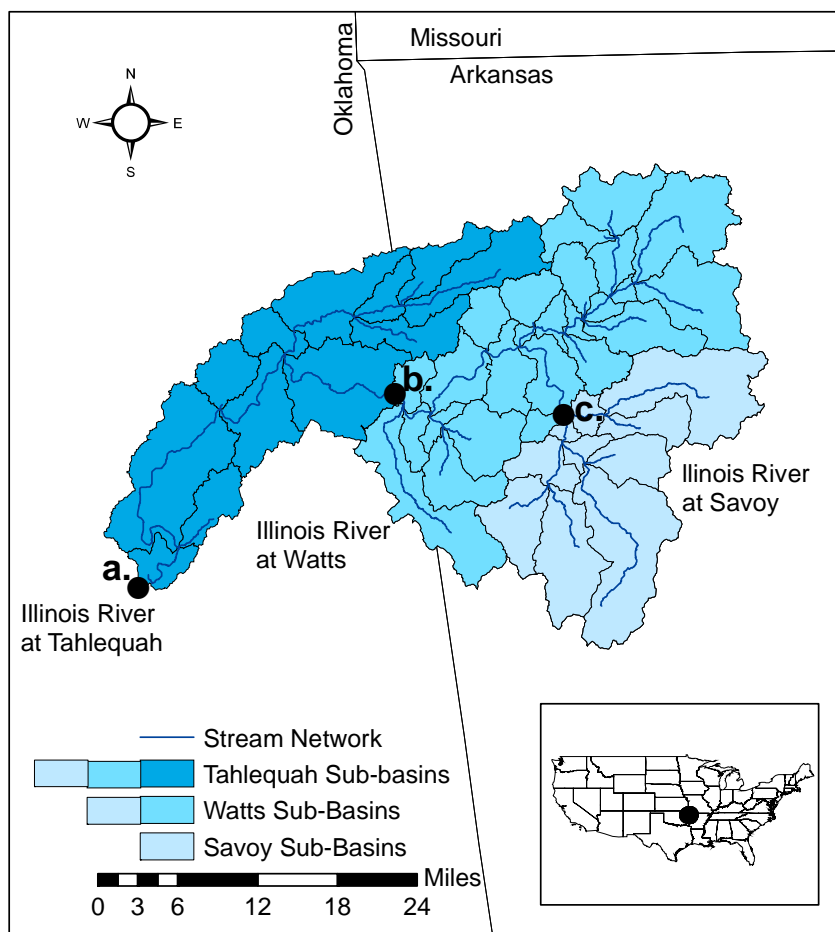 Missouri
Oklahoma
Arkansas
N
W
E
S
b.
c.
Ilinois River
at Savoy
Illinois River
at Watts
a.
Illinois River
at Tahlequah
Stream Network
Tahlequah Sub-basins
Watts Sub-Basins
Savoy Sub-Basins
Miles
0 3 6 12 18 24